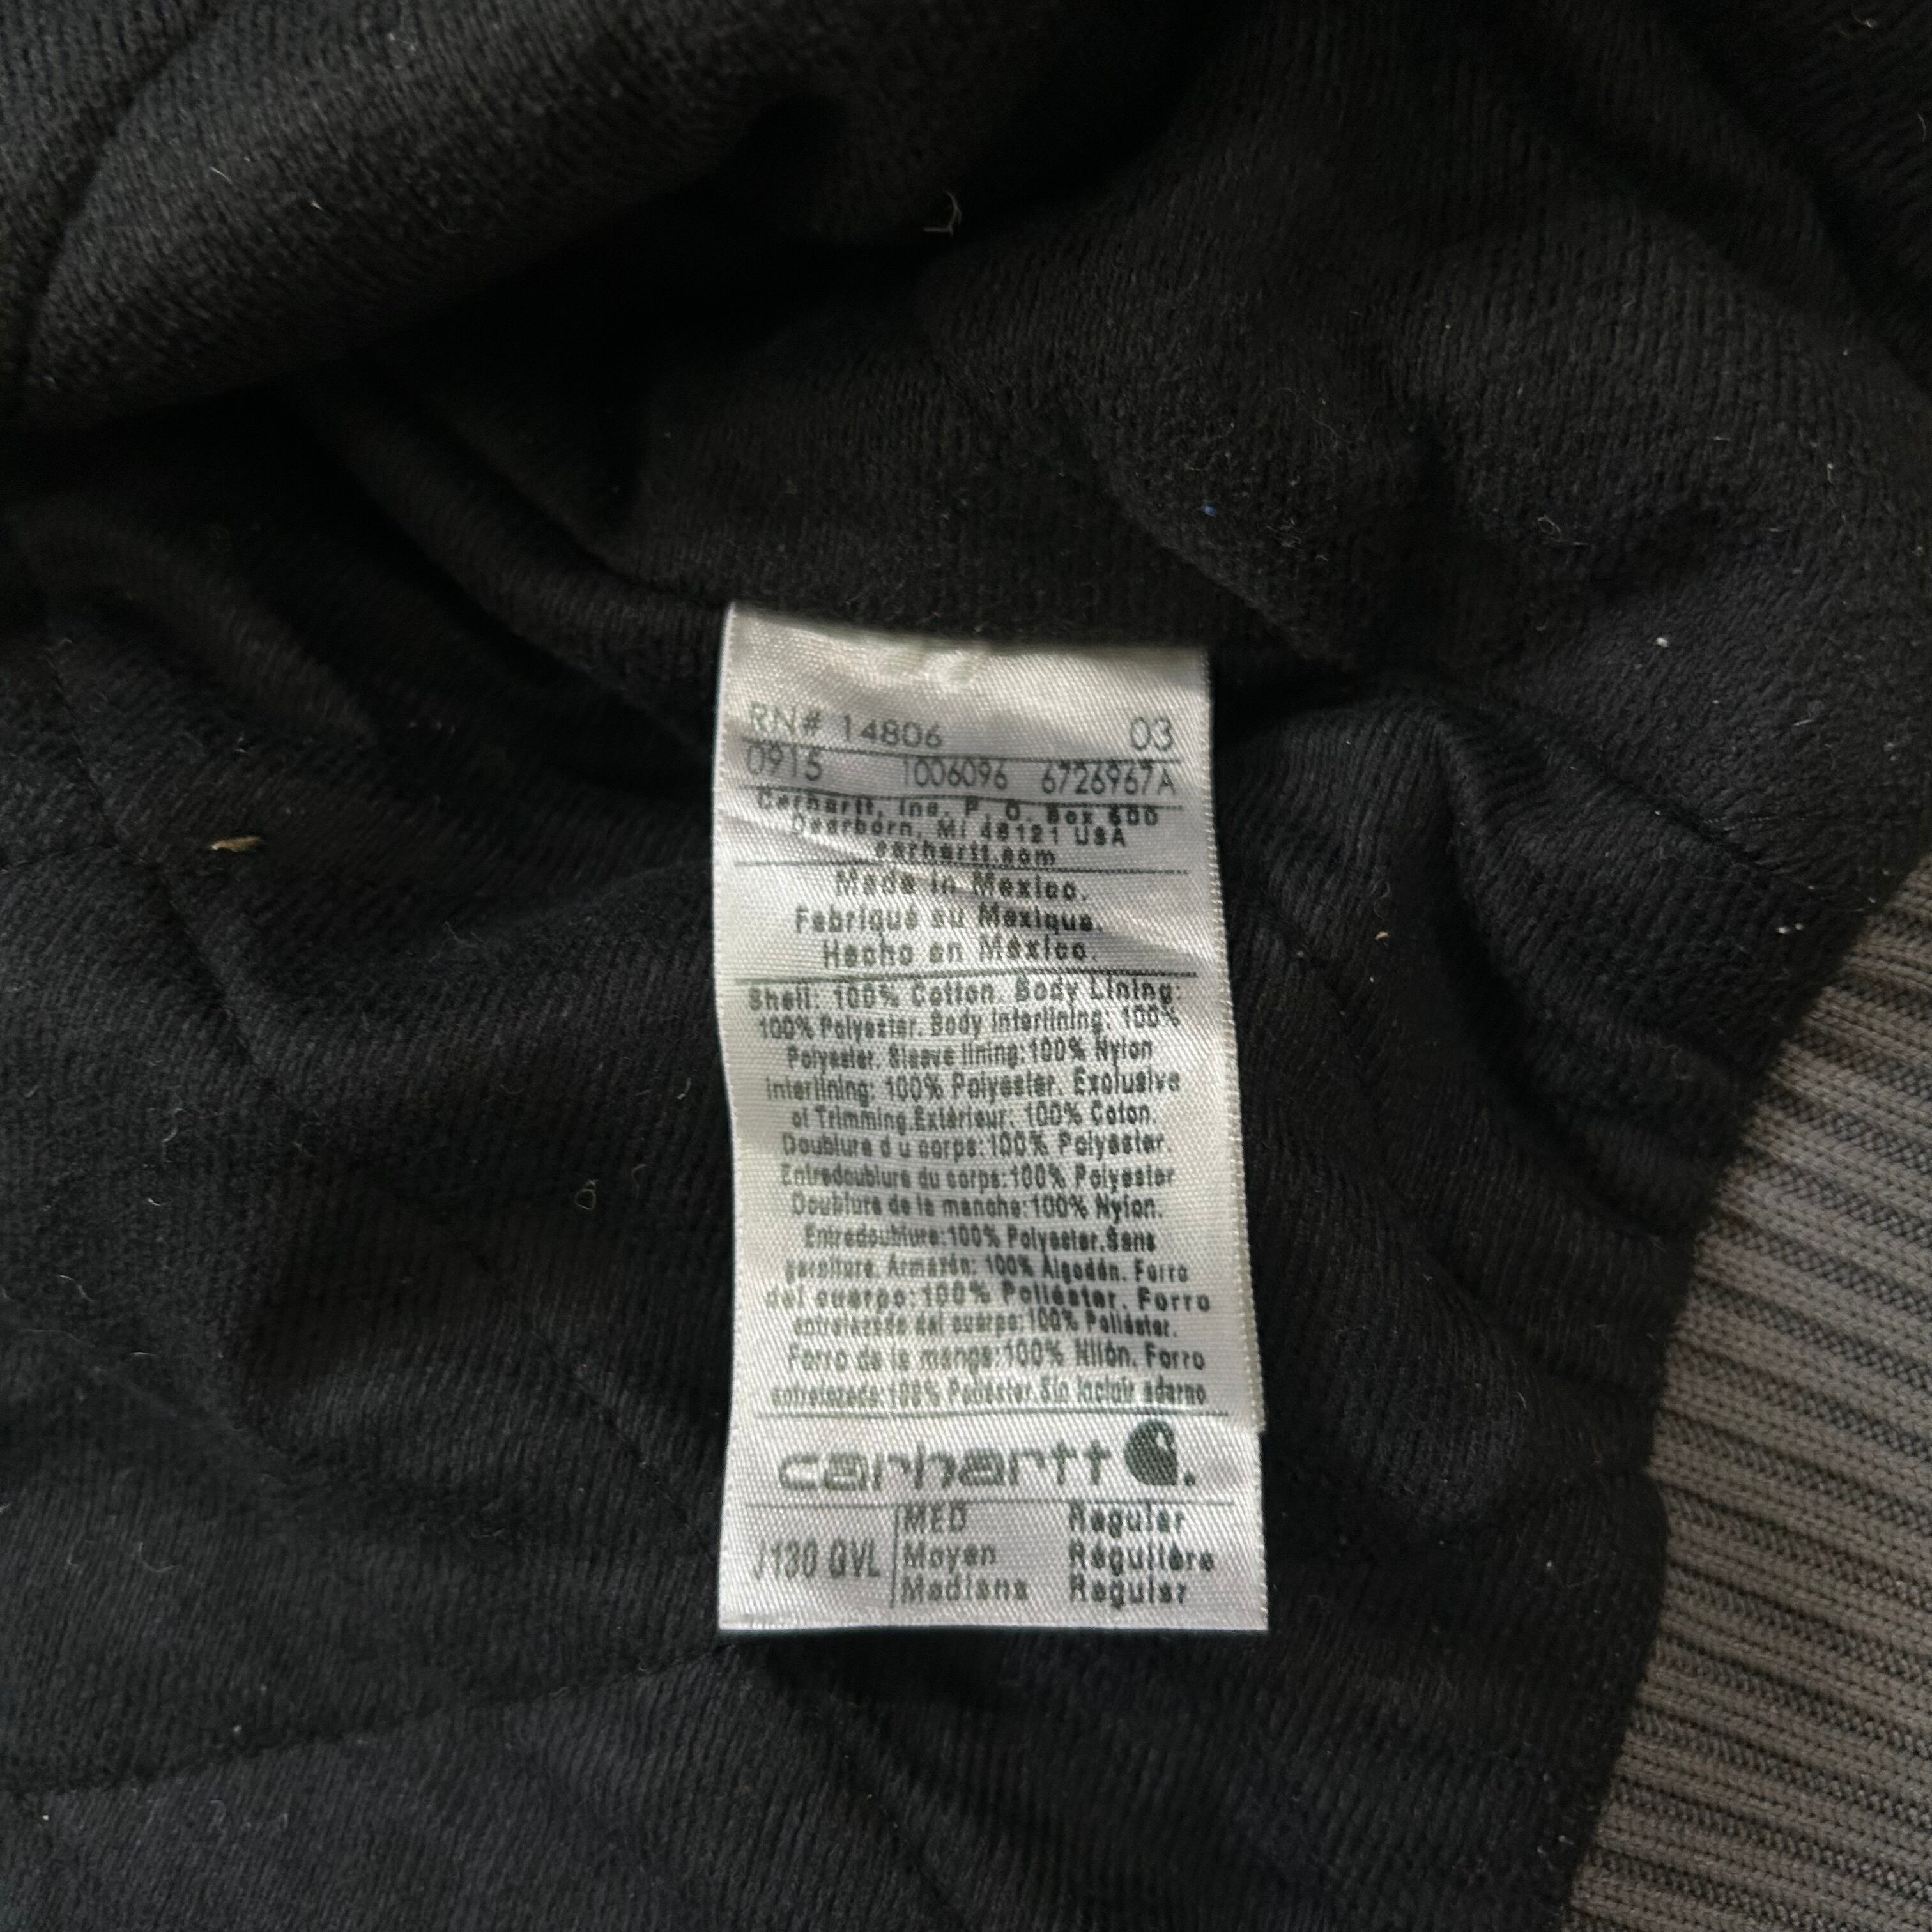 RN# 14806 03
0915 1006096 6726967A
Carhartt, Inc. P. O. Box 600
Dearborn, MI 48121 USA
carhartt.com
Made in Mexico.
Fabriqué au Mexique.
Hecho en México.
Shell: 100% Cotton. Body Lining:
100% Polyester. Body Interlining: 100%
Polyester. Sleeve lining:100% Nylon
interlining: 100% Polyester. Exclusive
of Trimming.Extérieur: 100% Coton.
Doublure d u corps:100% Polyester.
Entredoublure du corps:100% Polyester
Doublure de la manche:100% Nylon.
Entredoublure:100% Polyester.Sans
garniture. Armazón: 100% Algodón. Forro
del cuerpo:100% Poliéster. Forro
entrelazado del cuerpo:100% Poliéster.
Forro de la manga:100% Nilón. Forro
entrelazado:100% Poliéster.Sin incluir adorno
carhartt
J130 GVL MED Regular
Moyen Régulière
Mediana Regular